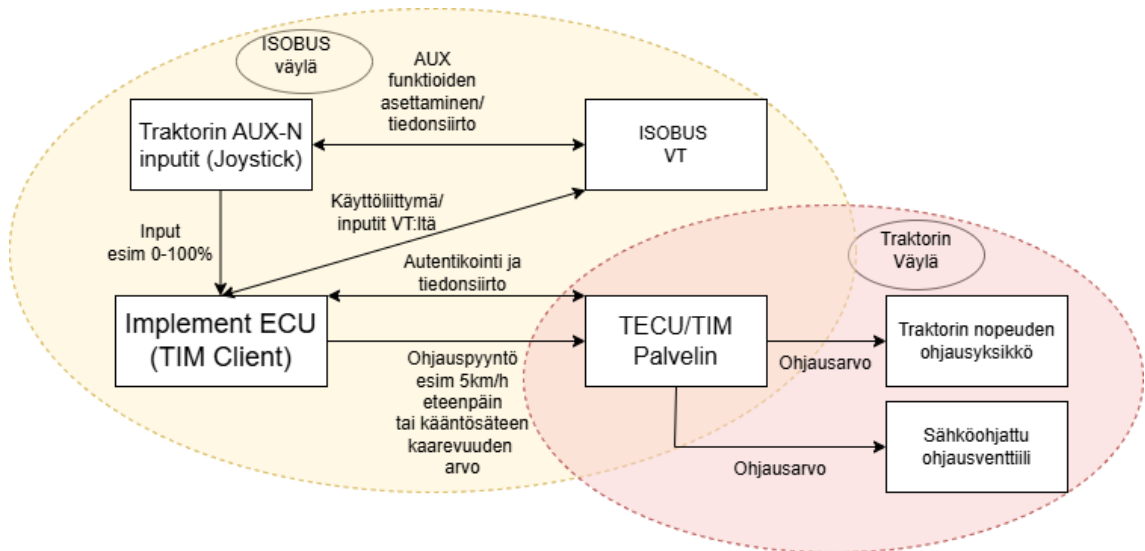 ISOBUS
väylä
AUX
funktioiden
asettaminen/
tiedonsiirto
Traktorin AUX-N
inputit (Joystick)
ISOBUS
VT
Käyttöliittymä/
inputit VT:ltä
Input
esim 0-100%
Traktorin
Väylä
Autentikointi ja
tiedonsiirto
Implement ECU
(TIM Client)
TECU/TIM
Palvelin
Traktorin nopeuden
ohjausyksikkö
Ohjausarvo
Ohjauspyyntö
esim 5km/h
eteenpäin
tai kääntösäteen
kaarevuuden
arvo
Sähköohjattu
ohjausventtiili
Ohjausarvo